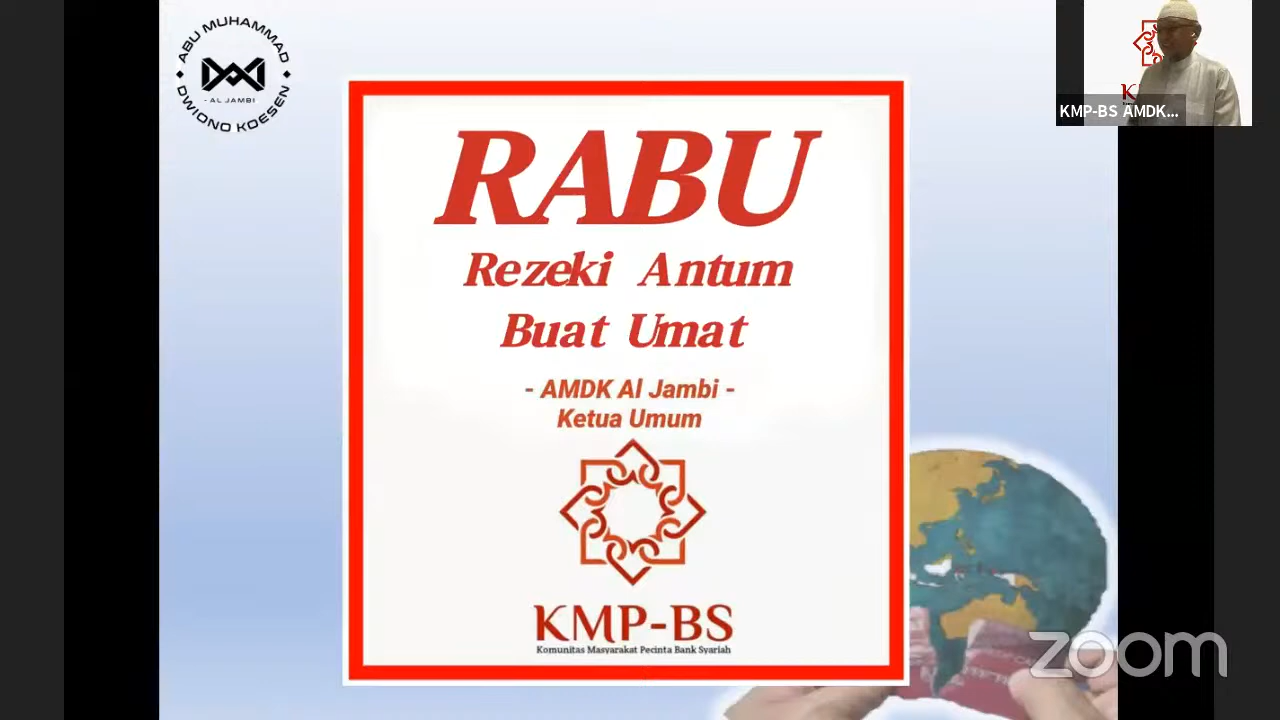 ABU MUHAMMAD
- AL JAMBI -
DWIONO KOESEN
RABU
Rezeki Antum
Buat Umat
- AMDK Al Jambi -
Ketua Umum
KMP-BS
Komunitas Masyarakat Pecinta Bank Syariah
KMP-BS AMDK...
zoom